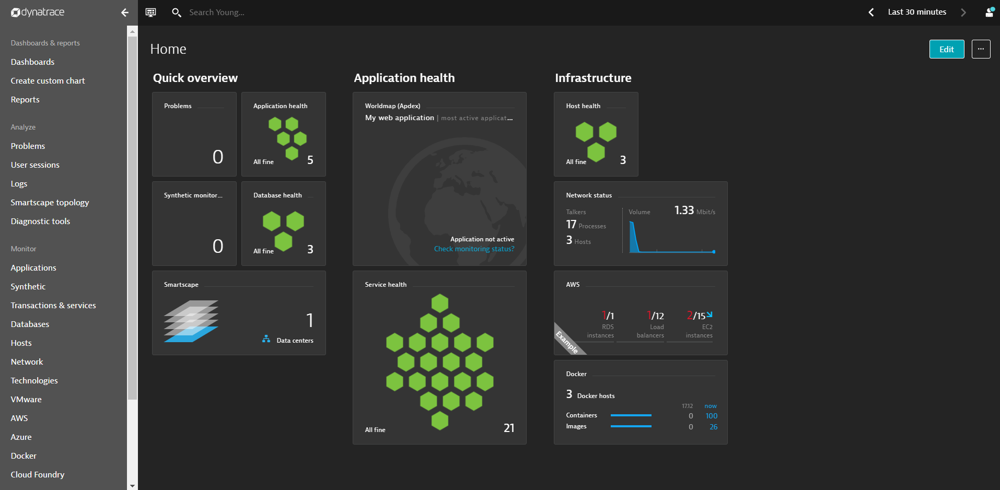 dynatrace
Search Young...
Last 30 minutes
Dashboards & reports
Dashboards
Create custom chart
Reports
Analyze
Problems
User sessions
Logs
Smartscape topology
Diagnostic tools
Monitor
Applications
Synthetic
Transactions & services
Databases
Hosts
Network
Technologies
VMware
AWS
Azure
Docker
Cloud Foundry
Home
Edit
...
Quick overview
Problems
0
Application health
All fine
5
Synthetic monitor...
0
Database health
All fine
3
Smartscape
1
Data centers
Application health
Worldmap (Apdex)
My web application | most active applicat...
Application not active
Check monitoring status?
Service health
All fine
21
Infrastructure
Host health
All fine
3
Network status
Talkers
17 Processes
3 Hosts
Volume
1.33 Mbit/s
AWS
1/1
RDS
instances
1/12
Load
balancers
2/15
EC2
instances
Example
Docker
3 Docker hosts
17:12 now
Containers 0 100
Images 0 26